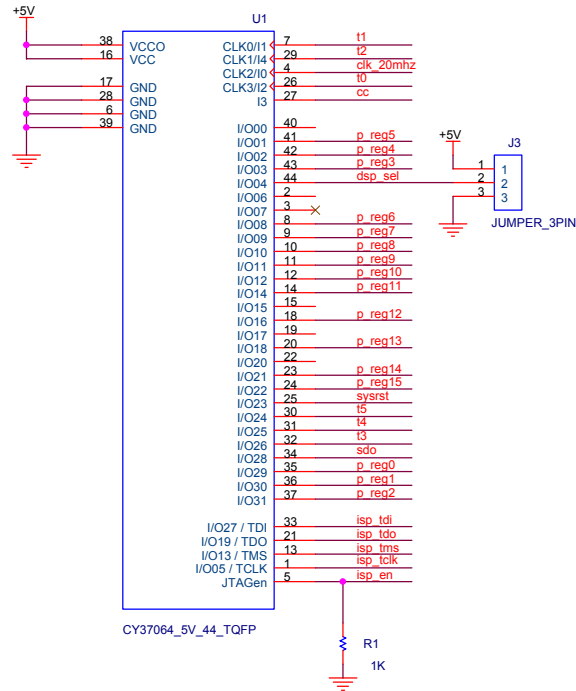 +5V
U1
38 VCCO CLK0/I1 7 t1
16 VCC CLK1/I4 29 t2
CLK2/I0 4 clk_20mhz
17 GND CLK3/I2 26 t0
28 GND I3 27 cc
6 GND
39 GND
I/O00 40
I/O01 41 p_reg5
I/O02 42 p_reg4
I/O03 43 p_reg3
I/O04 44 dsp_sel
I/O06 2
I/O07 3
I/O08 8 p_reg6
I/O09 9 p_reg7
I/O10 10 p_reg8
I/O11 11 p_reg9
I/O12 12 p_reg10
I/O14 14 p_reg11
I/O15 15
I/O16 18 p_reg12
I/O17 19
I/O18 20 p_reg13
I/O20 22
I/O21 23 p_reg14
I/O22 24 p_reg15
I/O23 25 sysrst
I/O24 30 t5
I/O25 31 t4
I/O26 32 t3
I/O28 34 sdo
I/O29 35 p_reg0
I/O30 36 p_reg1
I/O31 37 p_reg2
I/O27 / TDI 33 isp_tdi
I/O19 / TDO 21 isp_tdo
I/O13 / TMS 13 isp_tms
I/O05 / TCLK 1 isp_tclk
JTAGen 5 isp_en
CY37064_5V_44_TQFP
+5V
J3
1 1
2 2
3 3
JUMPER_3PIN
R1
1K